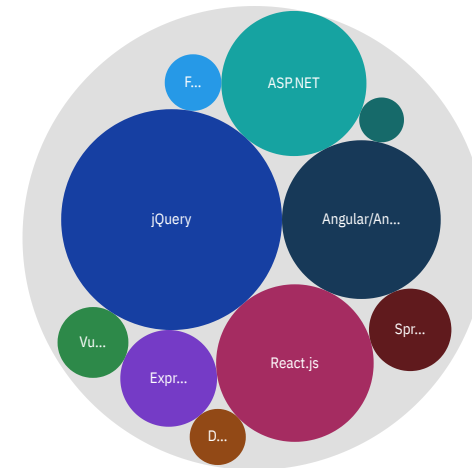 F...
ASP.NET
jQuery
Angular/An...
Spr...
Vu...
React.js
Expr...
D...